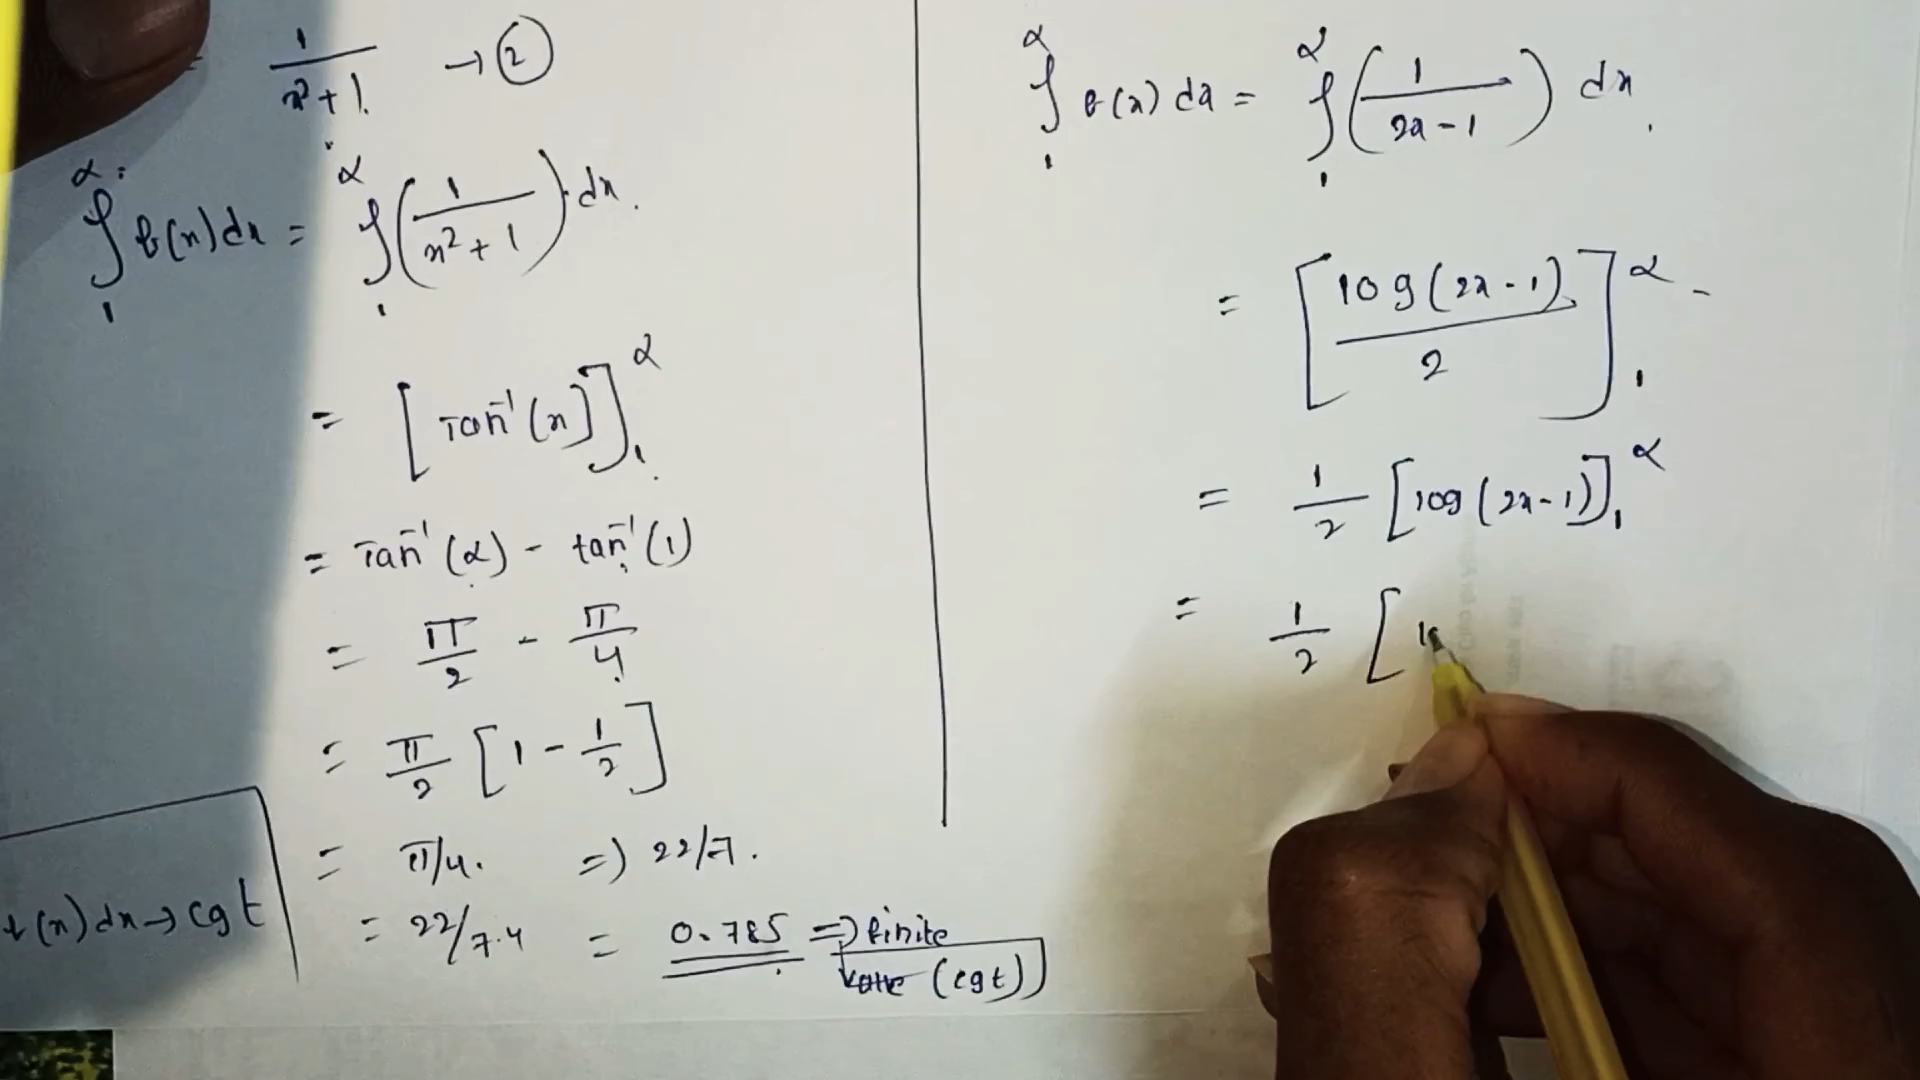 1/(x²+1) → ②
∫₁^α f(x) dx = ∫₁^α (1/(x²+1)) dx.
= [Tan⁻¹(x)]₁^α
= Tan⁻¹(α) - tan⁻¹(1)
= π/2 - π/4
= π/2 [1 - 1/2]
= π/4. => 22/7.
= 22/7.4 = 0.785 => finite
(cgt)
f(x) dx → cgt
∫₁^α f(x) dx = ∫₁^α (1/(2x-1)) dx.
= [log(2x-1)/2]₁^α
= 1/2 [log(2x-1)]₁^α
= 1/2 [